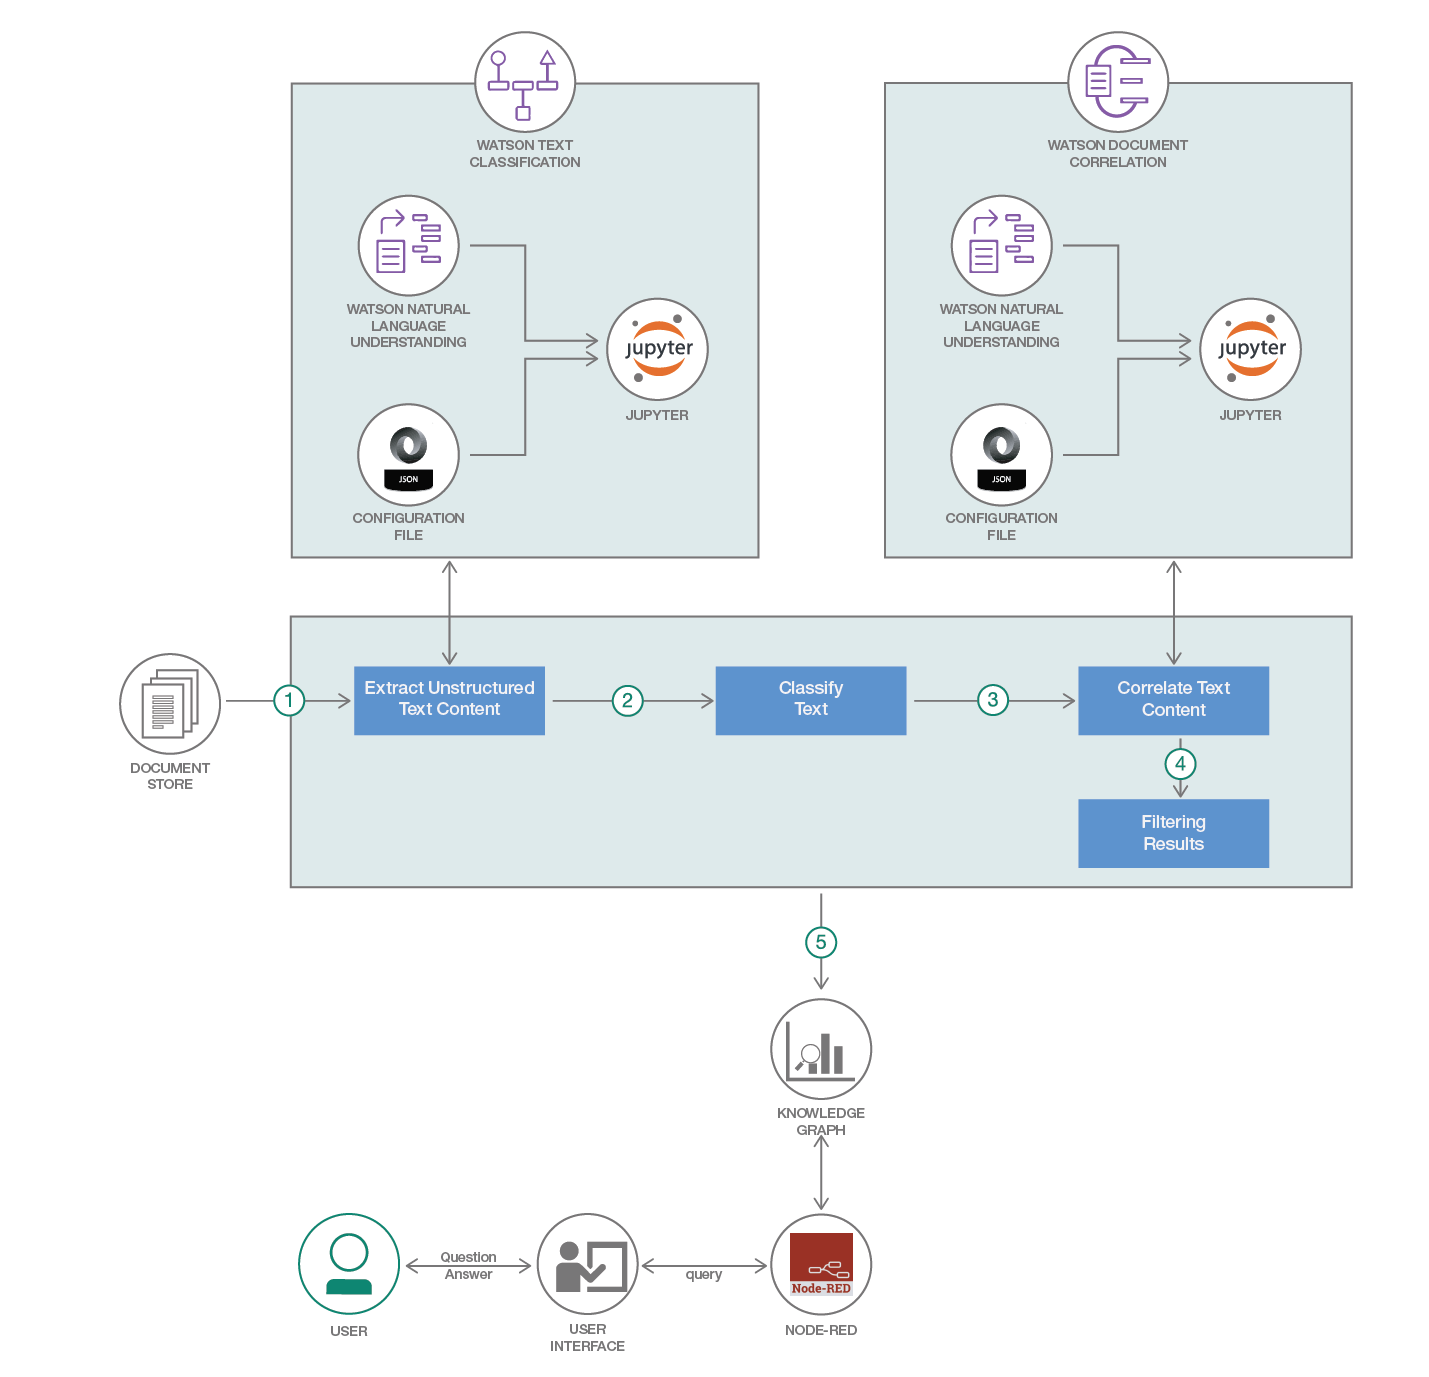 WATSON TEXT
CLASSIFICATION
WATSON NATURAL
LANGUAGE
UNDERSTANDING
jupyter
JUPYTER
JSON
CONFIGURATION
FILE
WATSON DOCUMENT
CORRELATION
WATSON NATURAL
LANGUAGE
UNDERSTANDING
jupyter
JUPYTER
JSON
CONFIGURATION
FILE
DOCUMENT
STORE
1
Extract Unstructured
Text Content
2
Classify
Text
3
Correlate Text
Content
4
Filtering
Results
5
KNOWLEDGE
GRAPH
USER
Question
Answer
USER
INTERFACE
query
Node-RED
NODE-RED